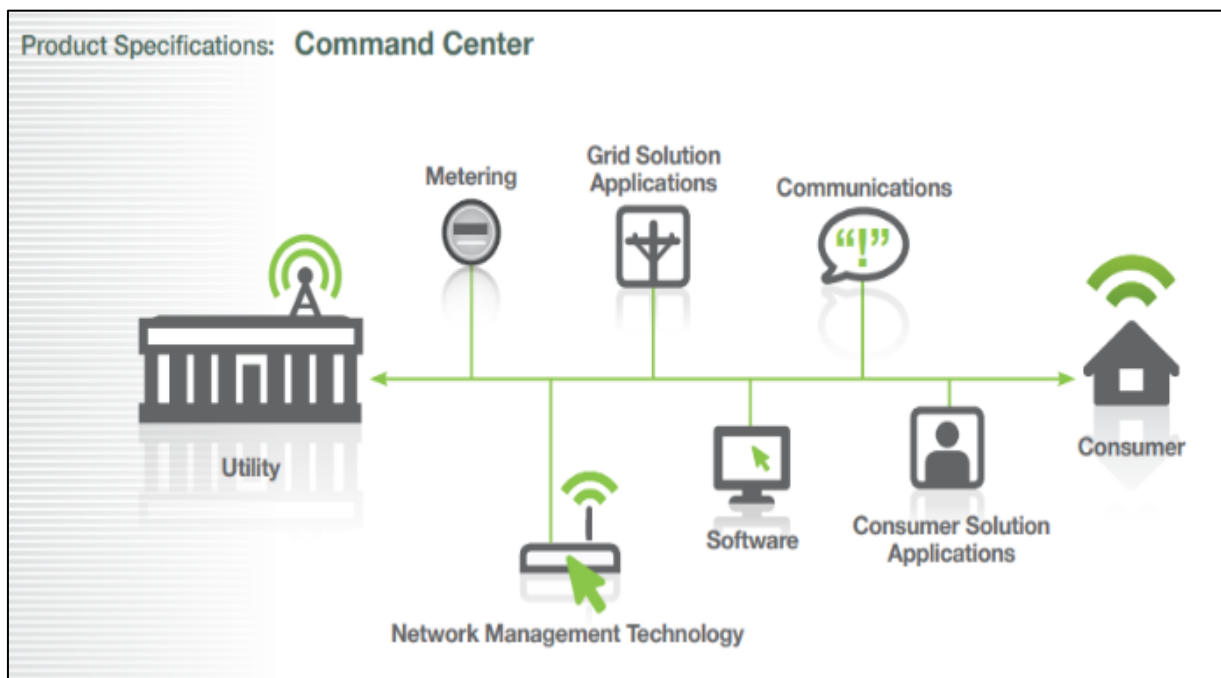 Product Specifications: Command Center
Metering
Grid Solution
Applications
Communications
“!”
Utility
Consumer
Software
Consumer Solution
Applications
Network Management Technology